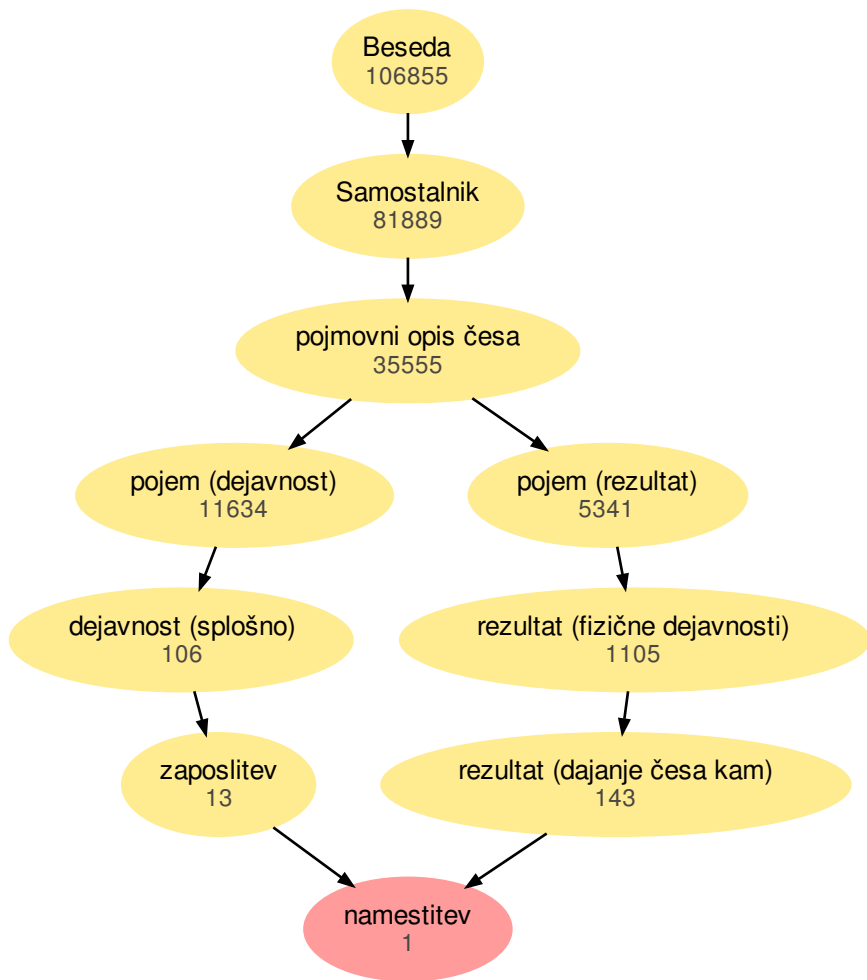 Beseda
106855
Samostalnik
81889
pojmovni opis česa
35555
pojem (dejavnost)
11634
pojem (rezultat)
5341
dejavnost (splošno)
106
rezultat (fizične dejavnosti)
1105
zaposlitev
13
rezultat (dajanje česa kam)
143
namestitev
1